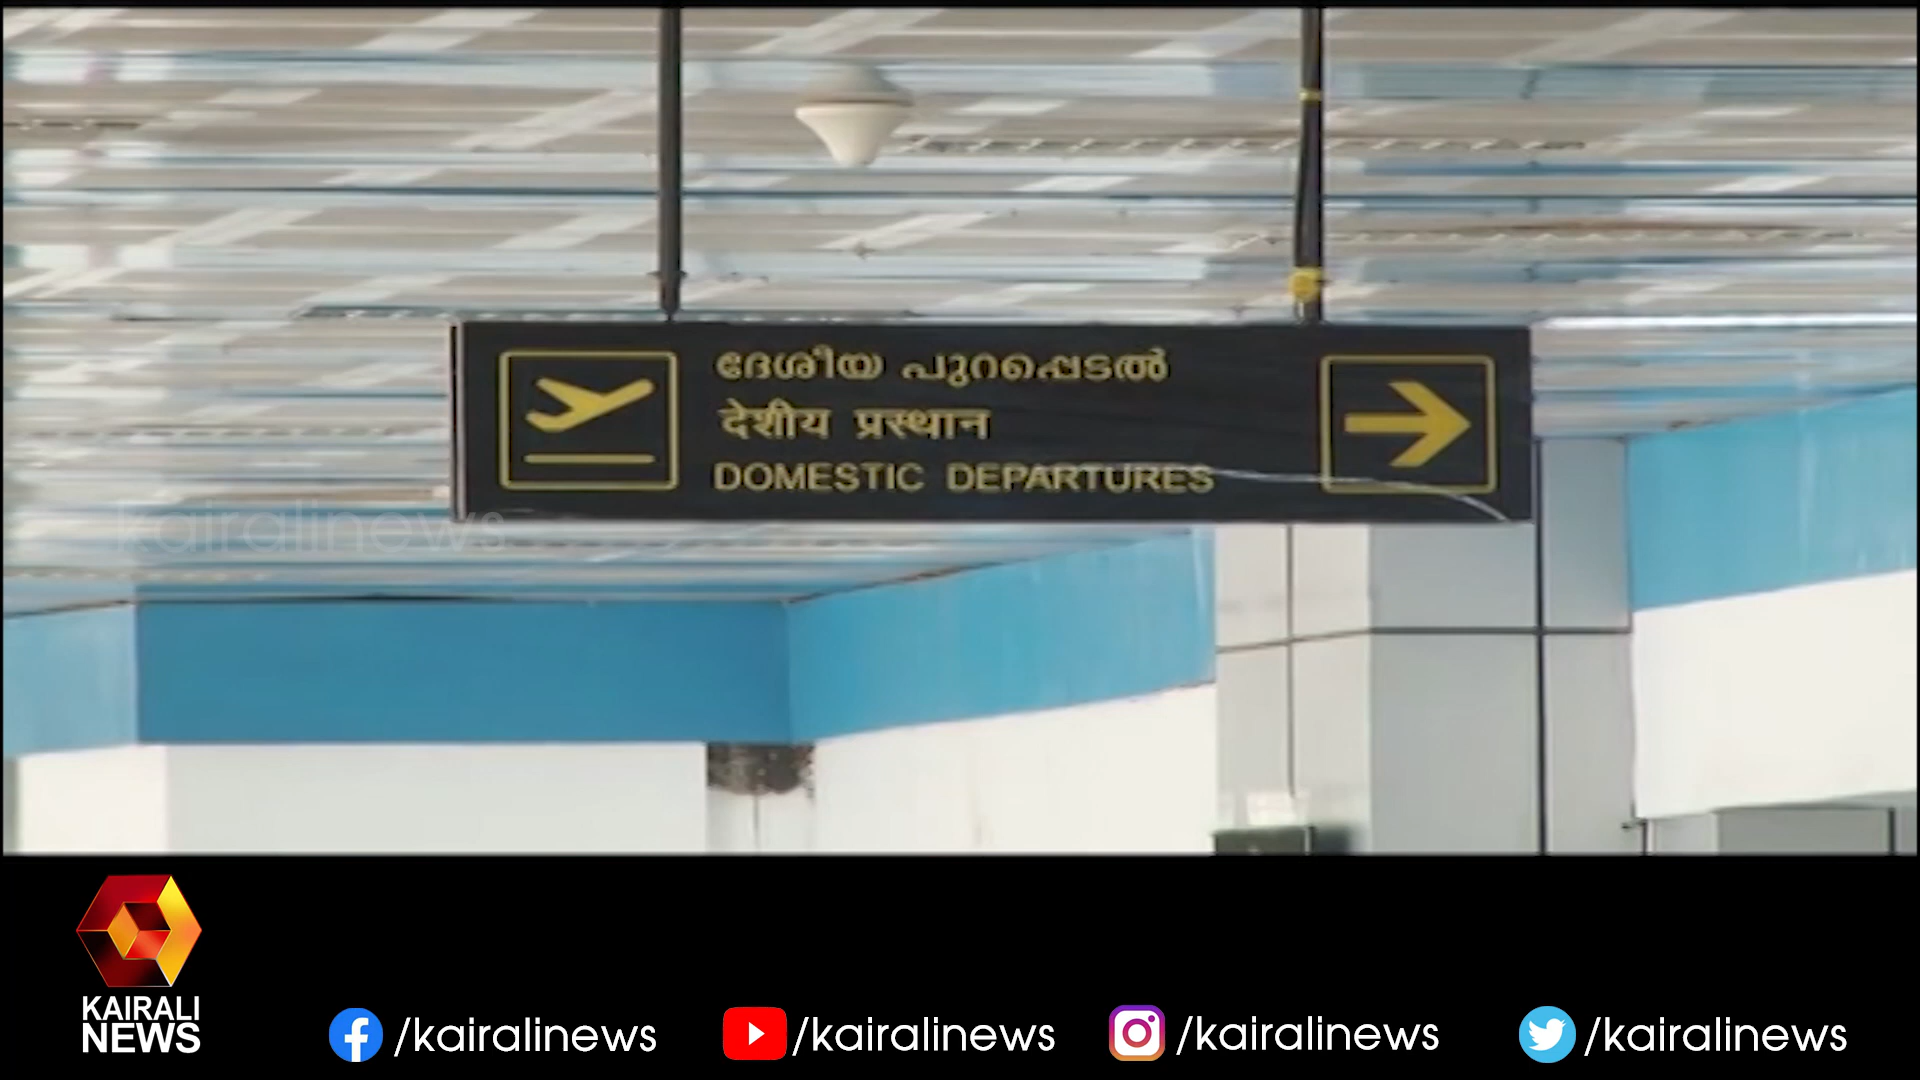 ദേശീയ പുറപ്പെടൽ
देशीय प्रस्थान
DOMESTIC DEPARTURES
kairalinews
KAIRALI
NEWS
/kairalinews
/kairalinews
/kairalinews
/kairalinews